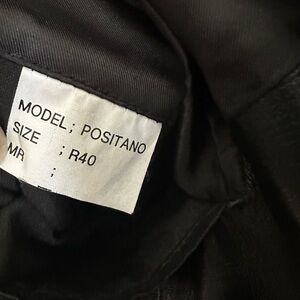 MODEL; POSITANO
SIZE ; R40
MR ;